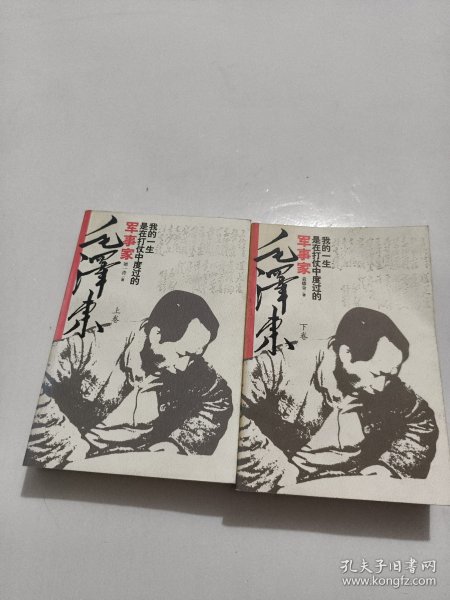 我的一生
是在打仗中度过的
军事家
毛泽东
上卷
我的一生
是在打仗中度过的
军事家
毛泽东
下卷
孔夫子旧书网
www.kongfz.com